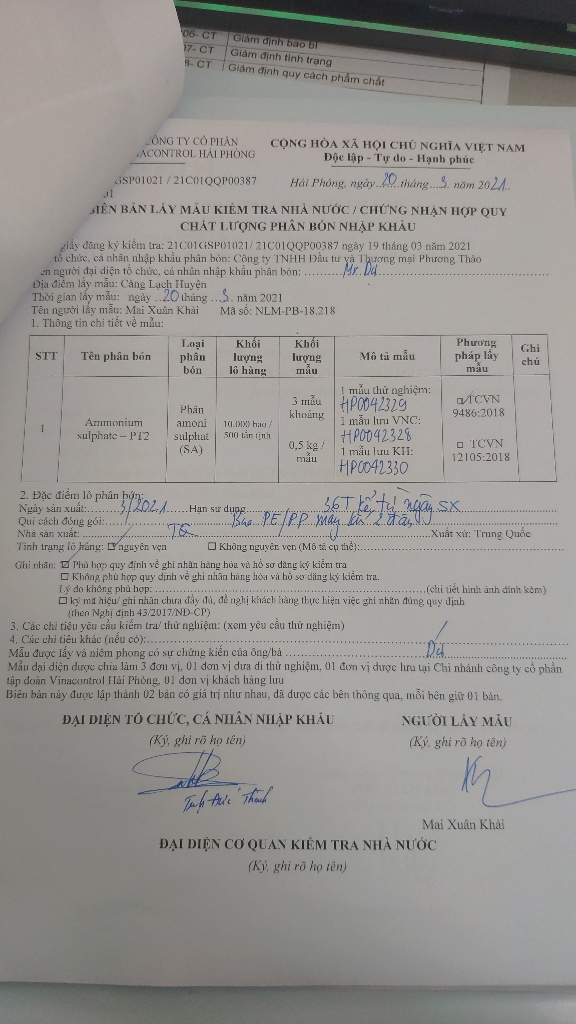 06- CT Giám định bao bì
07- CT Giám định tình trạng
8- CT Giám định quy cách phẩm chất
CÔNG TY CỔ PHẦN
VINACONTROL HẢI PHÒNG
CỘNG HÒA XÃ HỘI CHỦ NGHĨA VIỆT NAM
Độc lập - Tự do - Hạnh phúc
GSP01021 / 21C01QQP00387
01
Hải Phòng, ngày 20 tháng 3 năm 2021
BIÊN BẢN LẤY MẪU KIỂM TRA NHÀ NƯỚC / CHỨNG NHẬN HỢP QUY
CHẤT LƯỢNG PHÂN BÓN NHẬP KHẨU
giấy đăng ký kiểm tra: 21C01GSP01021/ 21C01QQP00387 ngày 19 tháng 03 năm 2021
tổ chức, cá nhân nhập khẩu phân bón: Công ty TNHH Đầu tư và Thương mại Phương Thảo
ên người đại diện tổ chức, cá nhân nhập khẩu phân bón: Mr. Du
Địa điểm lấy mẫu: Cảng Lạch Huyện
Thời gian lấy mẫu: ngày 20 tháng 3 năm 2021
Tên người lấy mẫu: Mai Xuân Khải Mã số: NLM-PB-18.218
1. Thông tin chi tiết về mẫu:
STT Tên phân bón Loại phân bón Khối lượng lô hàng Khối lượng mẫu Mô tả mẫu Phương pháp lấy mẫu Ghi chú
1 Ammonium sulphate – PT2 Phân amoni sulphat (SA) 10.000 bao / 500 tấn tịnh 3 mẫu khoảng 0,5 kg / mẫu
1 mẫu thử nghiệm:
HP0042329
1 mẫu lưu VNC:
HP0042328
1 mẫu lưu KH:
HP0042330
☑ TCVN 9486:2018
☐ TCVN 12105:2018
2. Đặc điểm lô phân bón:
Ngày sản xuất: 3/2021 Hạn sử dụng 36T kể từ ngày SX
Qui cách đóng gói: Bao PE/PP may kín 2 đầu
Nhà sản xuất: TQ Xuất xứ: Trung Quốc
Tình trạng lô hàng: ☑ nguyên vẹn ☐ Không nguyên vẹn (Mô tả cụ thể):
Ghi nhãn: ☑ Phù hợp quy định về ghi nhãn hàng hóa và hồ sơ đăng ký kiểm tra
☐ Không phù hợp quy định về ghi nhãn hàng hóa và hồ sơ đăng ký kiểm tra.
Lý do không phù hợp: (chi tiết hình ảnh đính kèm)
☐ ký mã hiệu/ ghi nhãn chưa đầy đủ, đề nghị khách hàng thực hiện việc ghi nhãn đúng quy định
(theo Nghị định 43/2017/NĐ-CP)
3. Các chỉ tiêu yêu cầu kiểm tra/ thử nghiệm: (xem yêu cầu thử nghiệm)
4. Các chỉ tiêu khác (nếu có):
Mẫu được lấy và niêm phong có sự chứng kiến của ông/bà Du
Mẫu đại diện được chia làm 3 đơn vị, 01 đơn vị đưa đi thử nghiệm, 01 đơn vị được lưu tại Chi nhánh công ty cổ phần
tập đoàn Vinacontrol Hải Phòng, 01 đơn vị khách hàng lưu
Biên bản này được lập thành 02 bản có giá trị như nhau, đã được các bên thông qua, mỗi bên giữ 01 bản.
ĐẠI DIỆN TỔ CHỨC, CÁ NHÂN NHẬP KHẨU
(Ký, ghi rõ họ tên)
NGƯỜI LẤY MẪU
(Ký, ghi rõ họ tên)
Mai Xuân Khải
ĐẠI DIỆN CƠ QUAN KIỂM TRA NHÀ NƯỚC
(Ký, ghi rõ họ tên)